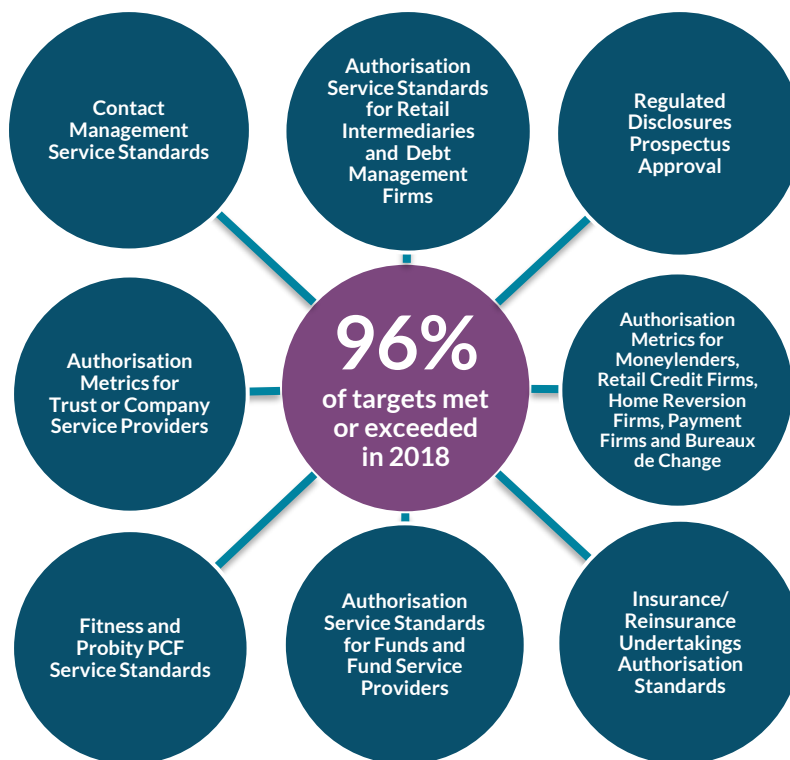 Contact
Management
Service Standards
Authorisation
Service Standards
for Retail
Intermediaries
and Debt
Management
Firms
Regulated
Disclosures
Prospectus
Approval
Authorisation
Metrics for
Trust or Company
Service Providers
96%
of targets met
or exceeded
in 2018
Authorisation
Metrics for
Moneylenders,
Retail Credit Firms,
Home Reversion
Firms, Payment
Firms and Bureaux
de Change
Fitness and
Probity PCF
Service Standards
Authorisation
Service Standards
for Funds and
Fund Service
Providers
Insurance/
Reinsurance
Undertakings
Authorisation
Standards